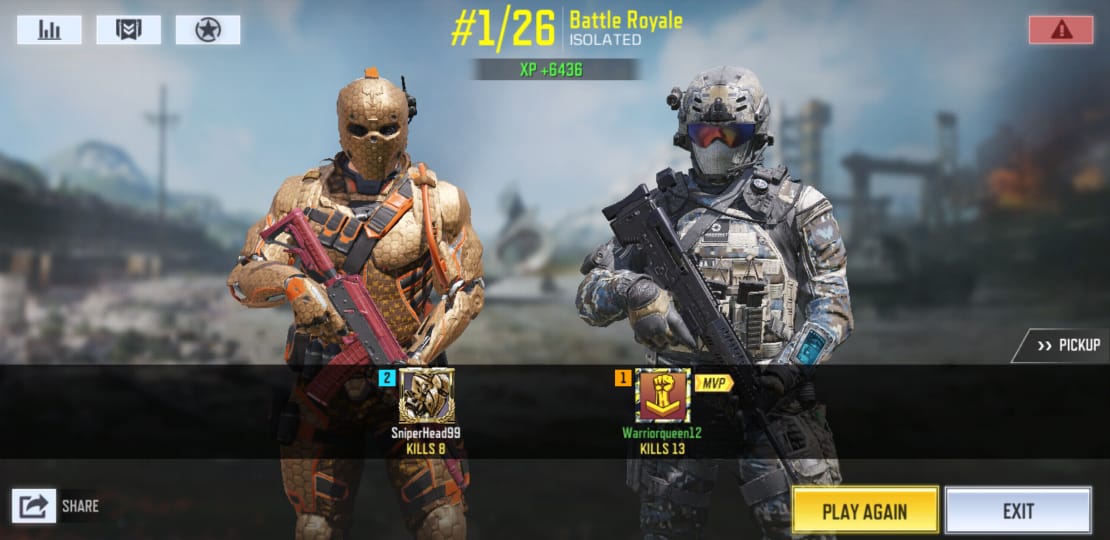 #1/26
Battle Royale
ISOLATED
XP +6436
>> PICKUP
2
SniperHead99
KILLS 8
1
MVP
Warriorqueen12
KILLS 13
SHARE
PLAY AGAIN
EXIT